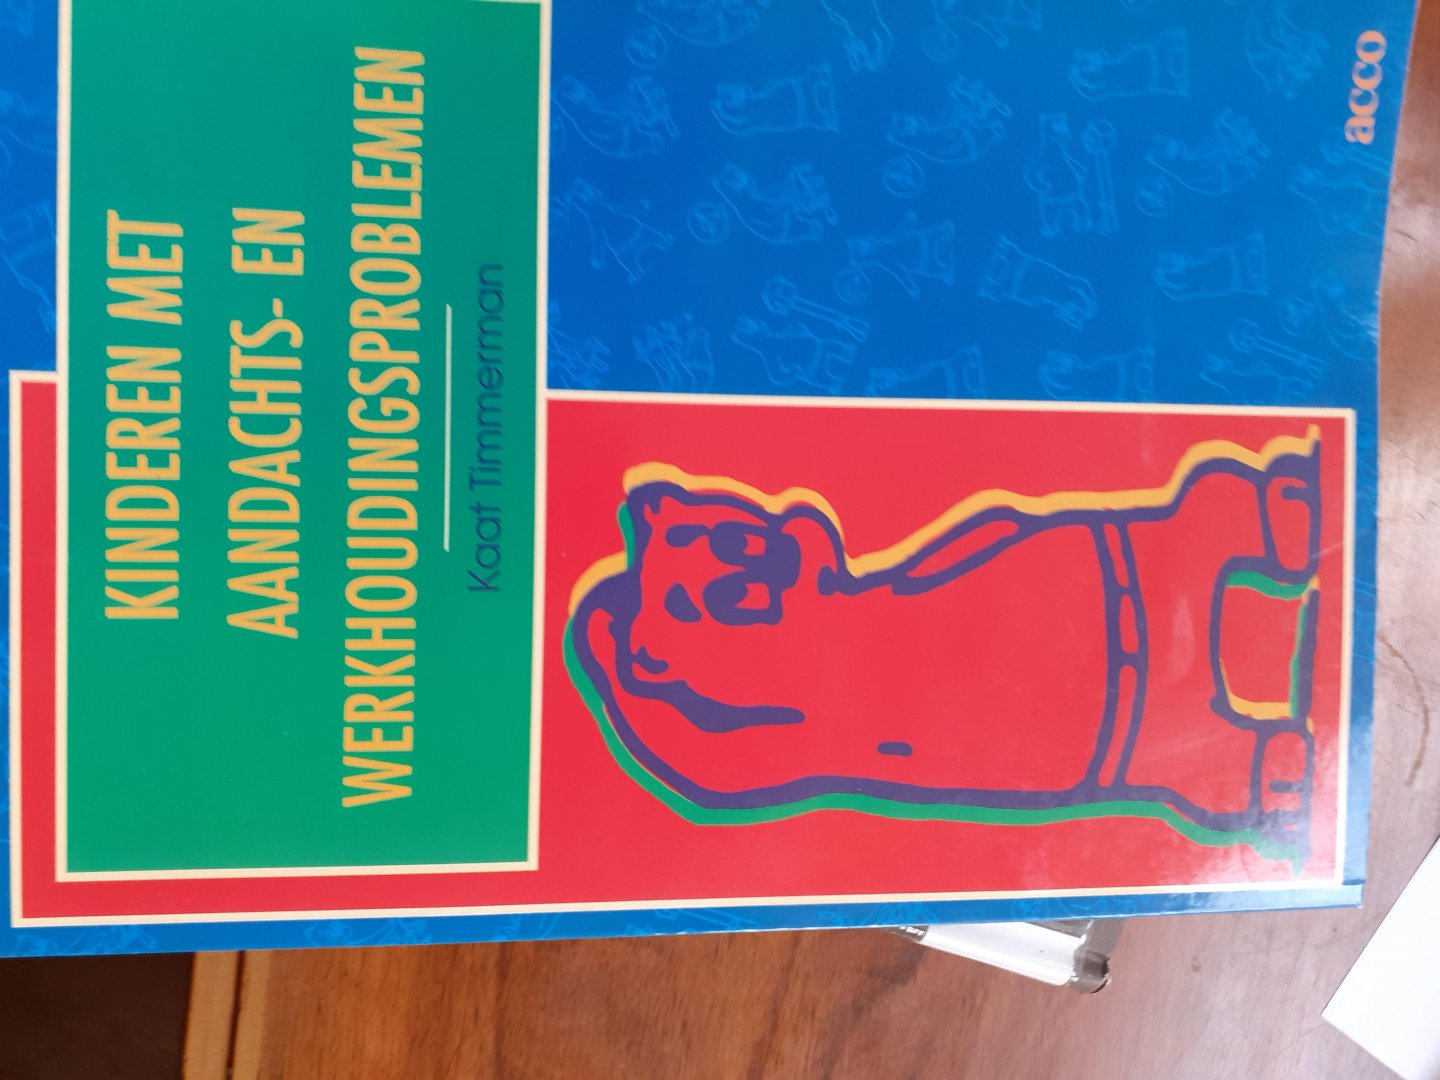 KINDEREN MET
AANDACHTS- EN
WERKHOUDINGSPROBLEMEN
Kaat Timmerman
acco